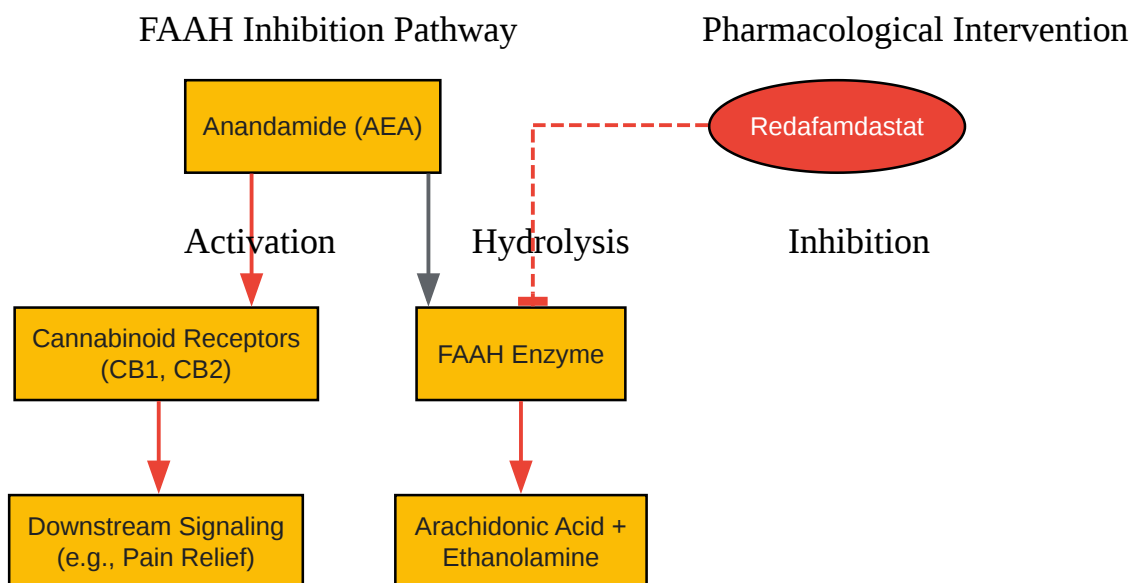 FAAH Inhibition Pathway
Pharmacological Intervention
Anandamide (AEA)
Redafamdastat
Activation
Hydrolysis
Inhibition
Cannabinoid Receptors
(CB1, CB2)
FAAH Enzyme
Downstream Signaling
(e.g., Pain Relief)
Arachidonic Acid +
Ethanolamine